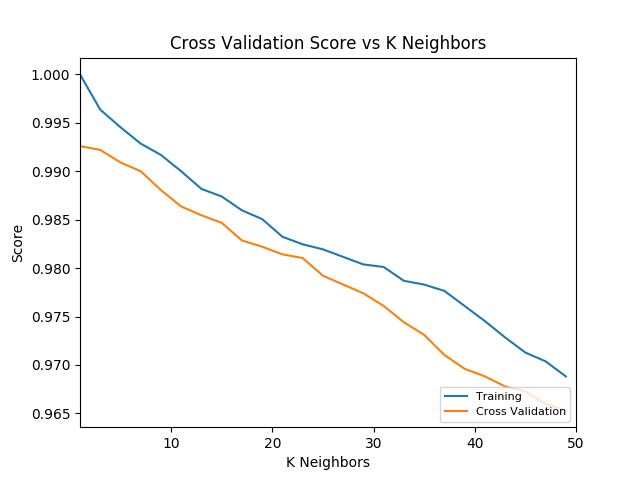 Cross Validation Score vs K Neighbors
1.000
0.995
0.990
0.985
0.980
0.975
0.970
0.965
Score
Training
Cross Validation
10
20
30
40
50
K Neighbors